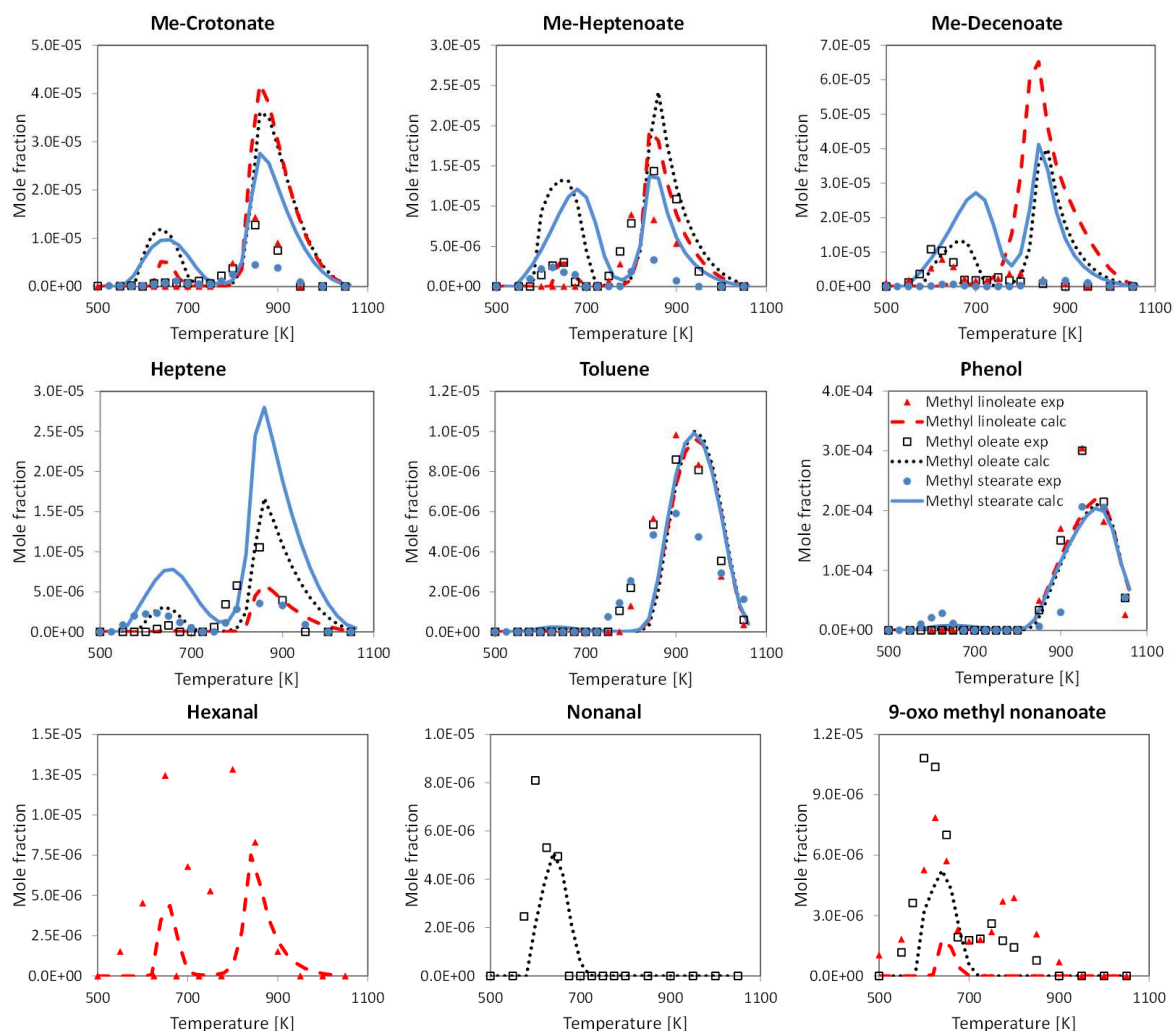 Me-Crotonate
5.0E-05
4.0E-05
3.0E-05
2.0E-05
1.0E-05
0.0E+00
500
700
900
1100
Mole fraction
Temperature [K]
Me-Heptenoate
3.0E-05
2.5E-05
2.0E-05
1.5E-05
1.0E-05
5.0E-06
0.0E+00
500
700
900
1100
Mole fraction
Temperature [K]
Me-Decenoate
7.0E-05
6.0E-05
5.0E-05
4.0E-05
3.0E-05
2.0E-05
1.0E-05
0.0E+00
500
700
900
1100
Mole fraction
Temperature [K]
Heptene
3.0E-05
2.5E-05
2.0E-05
1.5E-05
1.0E-05
5.0E-06
0.0E+00
500
700
900
1100
Mole fraction
Temperature [K]
Toluene
1.2E-05
1.0E-05
8.0E-06
6.0E-06
4.0E-06
2.0E-06
0.0E+00
500
700
900
1100
Mole fraction
Temperature [K]
Phenol
4.0E-04
3.0E-04
2.0E-04
1.0E-04
0.0E+00
Methyl linoleate exp
Methyl linoleate calc
Methyl oleate exp
Methyl oleate calc
Methyl stearate exp
Methyl stearate calc
500
700
900
1100
Mole fraction
Temperature [K]
Hexanal
1.5E-05
1.3E-05
1.0E-05
7.5E-06
5.0E-06
2.5E-06
0.0E+00
500
700
900
1100
Mole fraction
Temperature [K]
Nonanal
1.0E-05
8.0E-06
6.0E-06
4.0E-06
2.0E-06
0.0E+00
500
700
900
1100
Mole fraction
Temperature [K]
9-oxo methyl nonanoate
1.2E-05
9.0E-06
6.0E-06
3.0E-06
0.0E+00
500
700
900
1100
Mole fraction
Temperature [K]